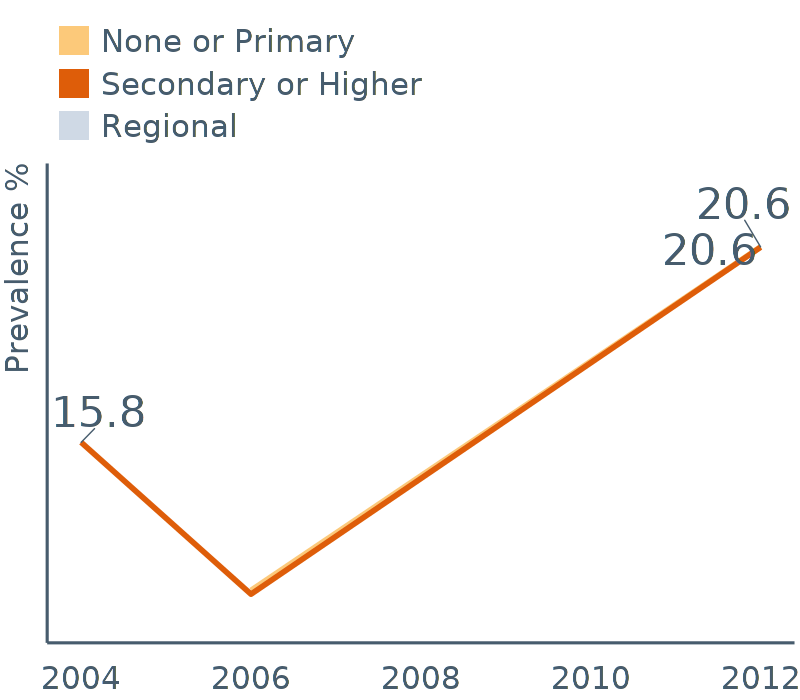 None or Primary
Secondary or Higher
Regional
Prevalence %
20.6
20.6
15.8
2004 2006 2008 2010 2012